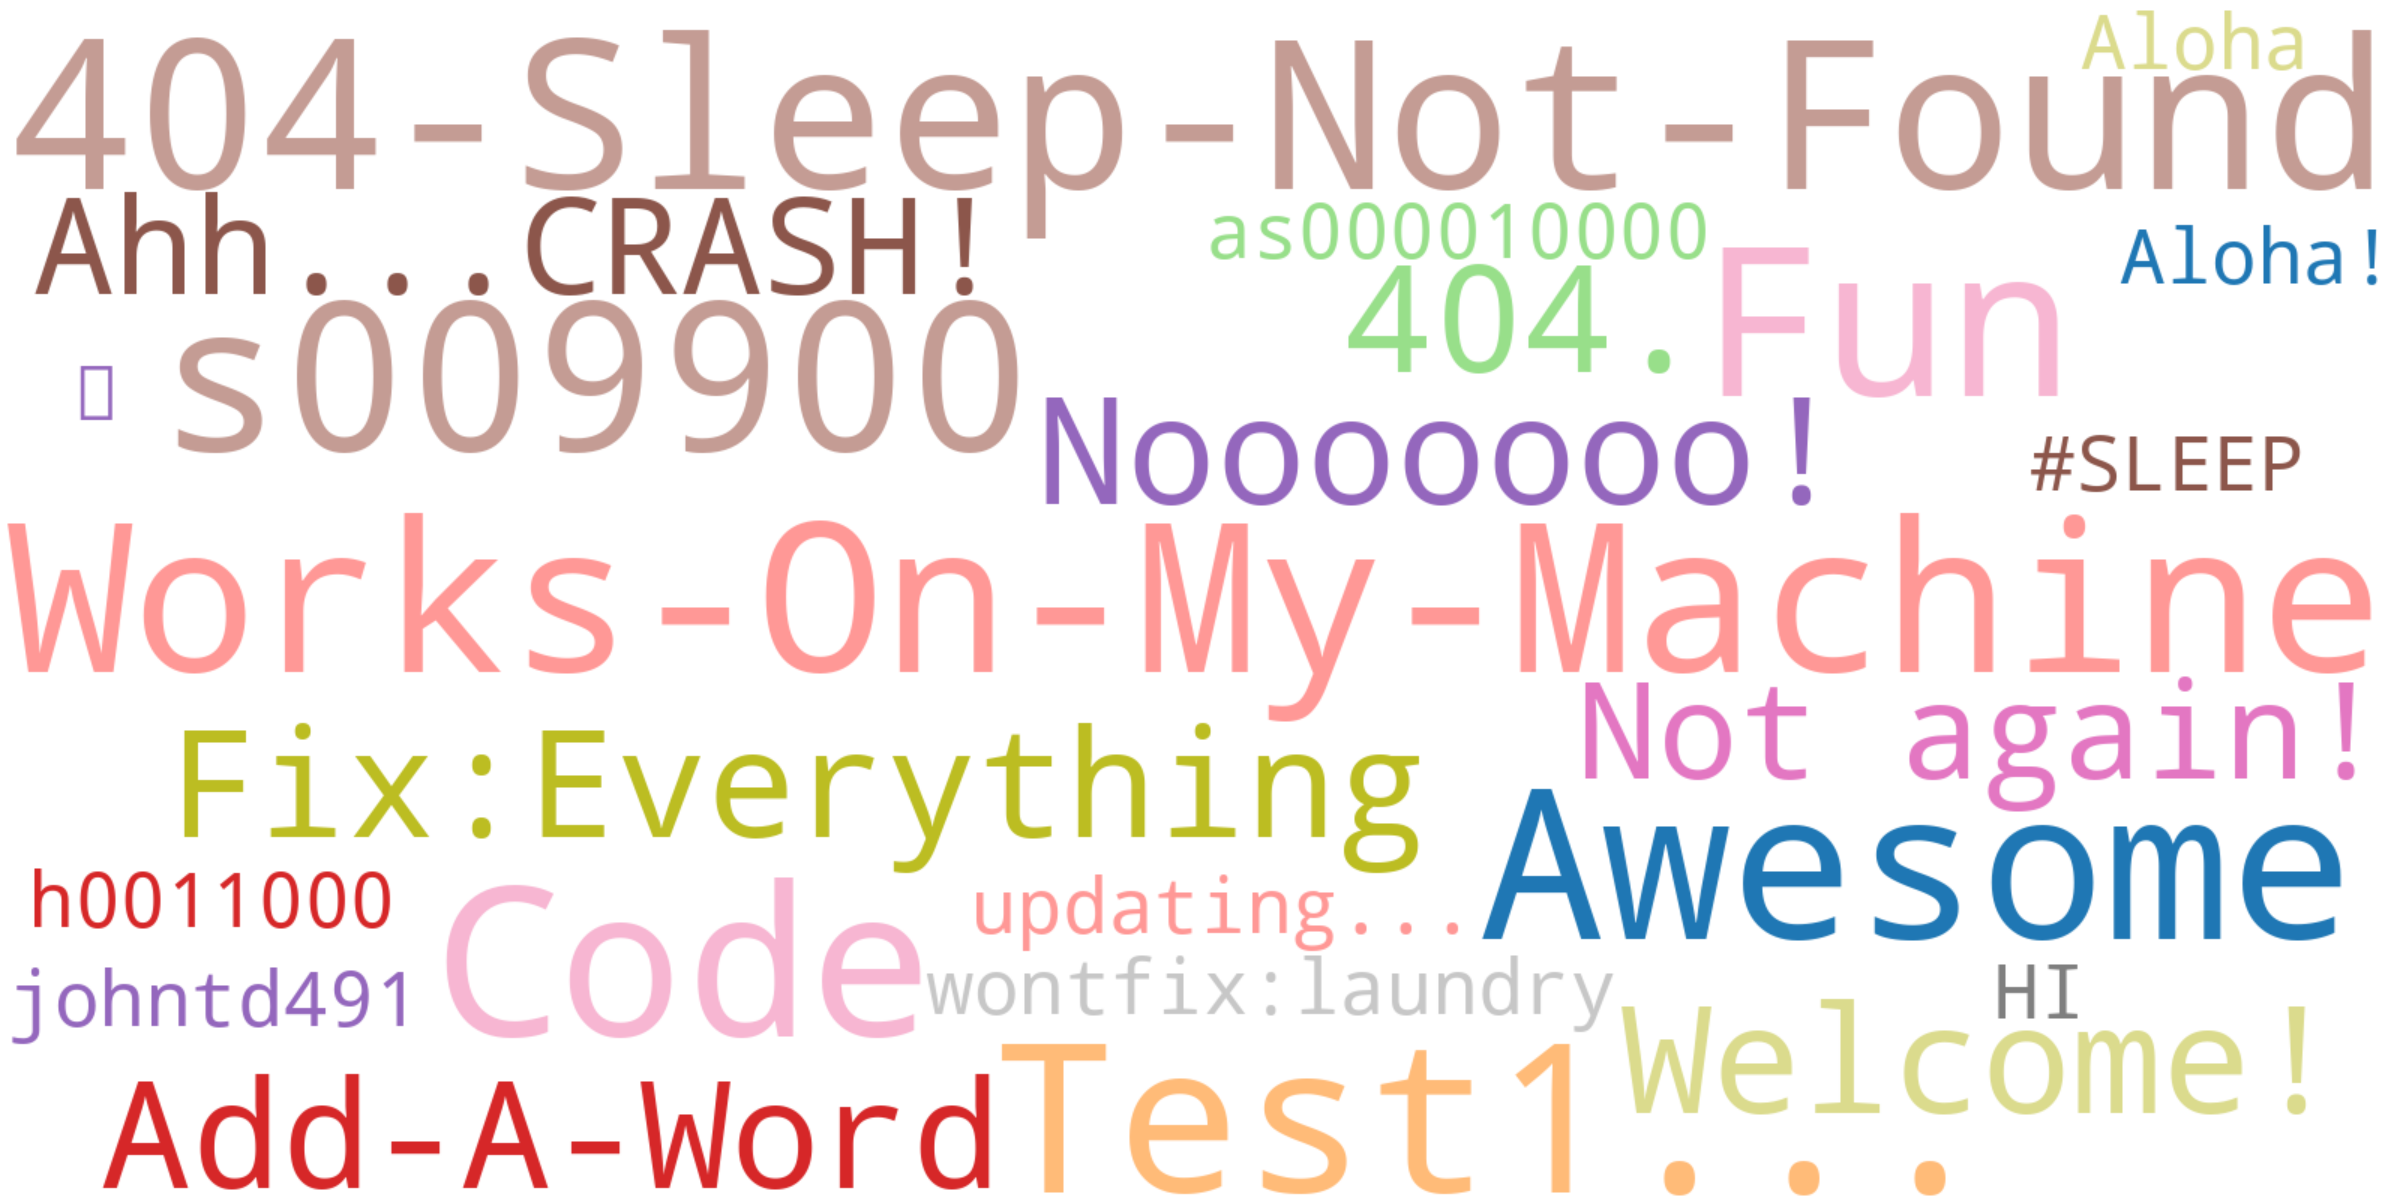 Aloha
404-Sleep-Not-Found
Ahh...CRASH!
as000010000
Aloha!
404.
Fun
s009900
Nooooooo!
#SLEEP
Works-On-My-Machine
Not again!
Fix:Everything
Awesome
h0011000
Code
updating...
wontfix:laundry
HI
johntd491
Welcome!
Add-A-Word
Test1...